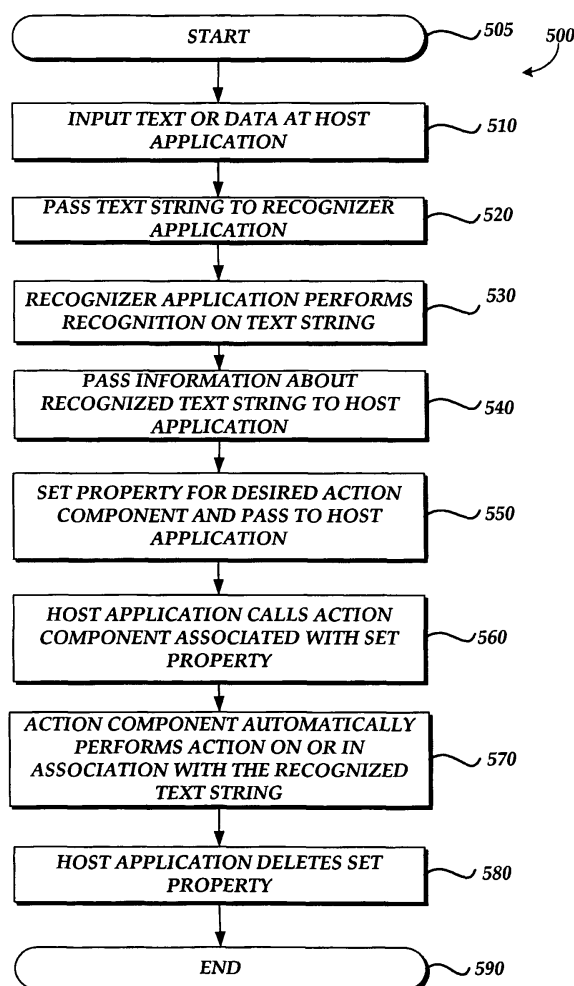 START
505
500
INPUT TEXT OR DATA AT HOST
APPLICATION
510
PASS TEXT STRING TO RECOGNIZER
APPLICATION
520
RECOGNIZER APPLICATION PERFORMS
RECOGNITION ON TEXT STRING
530
PASS INFORMATION ABOUT
RECOGNIZED TEXT STRING TO HOST
APPLICATION
540
SET PROPERTY FOR DESIRED ACTION
COMPONENT AND PASS TO HOST
APPLICATION
550
HOST APPLICATION CALLS ACTION
COMPONENT ASSOCIATED WITH SET
PROPERTY
560
ACTION COMPONENT AUTOMATICALLY
PERFORMS ACTION ON OR IN
ASSOCIATION WITH THE RECOGNIZED
TEXT STRING
570
HOST APPLICATION DELETES SET
PROPERTY
580
END
590